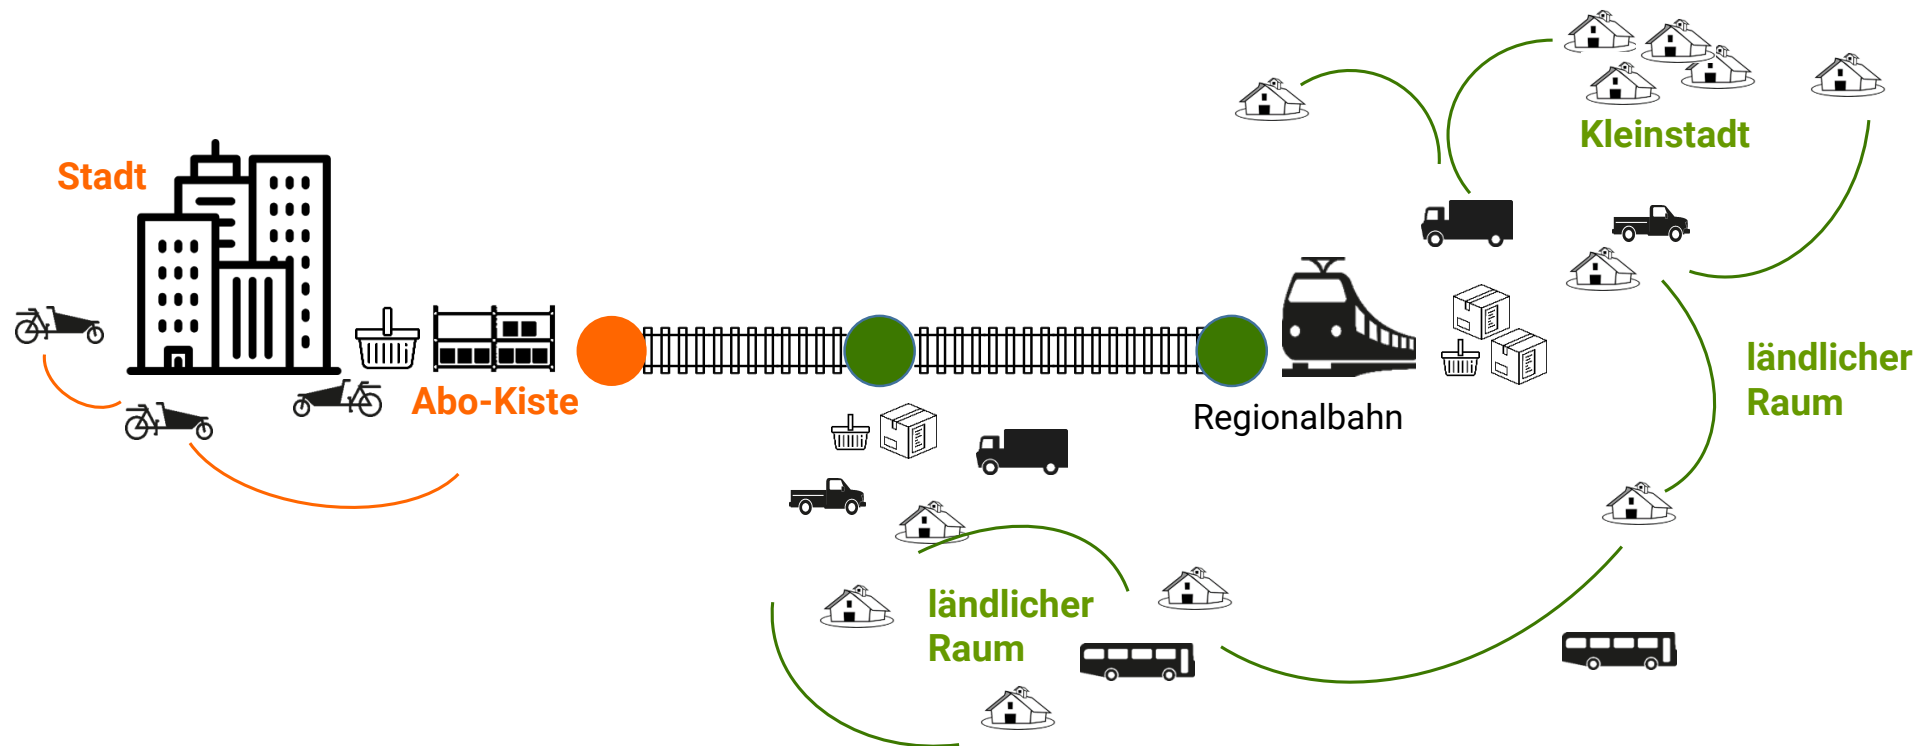 Stadt
Kleinstadt
Abo-Kiste
Regionalbahn
ländlicher
Raum
ländlicher
Raum